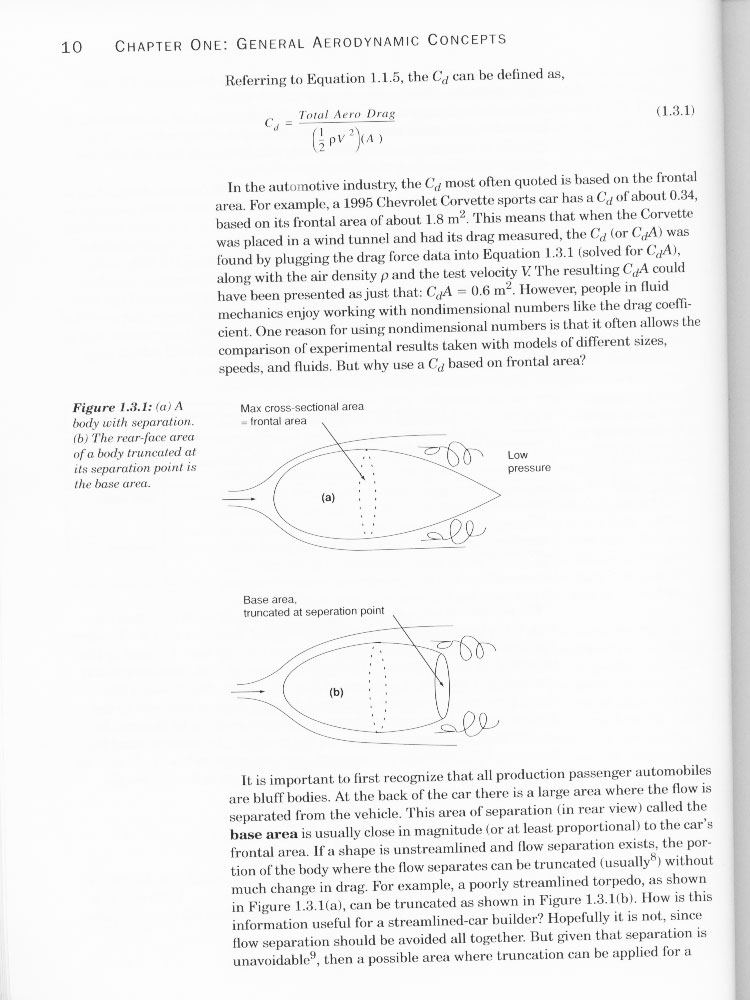 10 CHAPTER ONE: GENERAL AERODYNAMIC CONCEPTS
Referring to Equation 1.1.5, the C_d can be defined as,
C_d = Total Aero Drag / (1/2 ρV^2)(A) (1.3.1)
In the automotive industry, the C_d most often quoted is based on the frontal
area. For example, a 1995 Chevrolet Corvette sports car has a C_d of about 0.34,
based on its frontal area of about 1.8 m². This means that when the Corvette
was placed in a wind tunnel and had its drag measured, the C_d (or C_dA) was
found by plugging the drag force data into Equation 1.3.1 (solved for C_dA),
along with the air density ρ and the test velocity V. The resulting C_dA could
have been presented as just that: C_dA = 0.6 m². However, people in fluid
mechanics enjoy working with nondimensional numbers like the drag coeffi-
cient. One reason for using nondimensional numbers is that it often allows the
comparison of experimental results taken with models of different sizes,
speeds, and fluids. But why use a C_d based on frontal area?
Figure 1.3.1: (a) A
body with separation.
(b) The rear-face area
of a body truncated at
its separation point is
the base area.
Max cross-sectional area
= frontal area
Low
pressure
(a)
Base area,
truncated at seperation point
(b)
It is important to first recognize that all production passenger automobiles
are bluff bodies. At the back of the car there is a large area where the flow is
separated from the vehicle. This area of separation (in rear view) called the
base area is usually close in magnitude (or at least proportional) to the car's
frontal area. If a shape is unstreamlined and flow separation exists, the por-
tion of the body where the flow separates can be truncated (usually⁸) without
much change in drag. For example, a poorly streamlined torpedo, as shown
in Figure 1.3.1(a), can be truncated as shown in Figure 1.3.1(b). How is this
information useful for a streamlined-car builder? Hopefully it is not, since
flow separation should be avoided all together. But given that separation is
unavoidable⁹, then a possible area where truncation can be applied for a